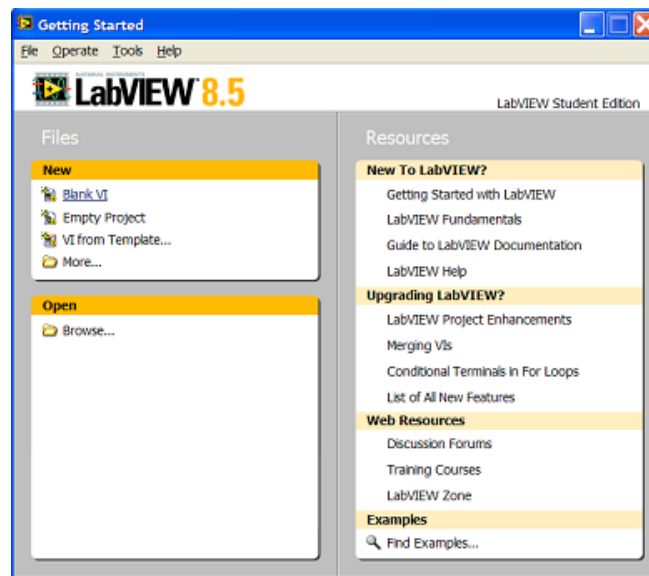 Getting Started
File Operate Tools Help
NATIONAL INSTRUMENTS
LabVIEW 8.5
LabVIEW Student Edition
Files
New
Blank VI
Empty Project
VI from Template...
More...
Open
Browse...
Resources
New To LabVIEW?
Getting Started with LabVIEW
LabVIEW Fundamentals
Guide to LabVIEW Documentation
LabVIEW Help
Upgrading LabVIEW?
LabVIEW Project Enhancements
Merging VIs
Conditional Terminals in For Loops
List of All New Features
Web Resources
Discussion Forums
Training Courses
LabVIEW Zone
Examples
Find Examples...